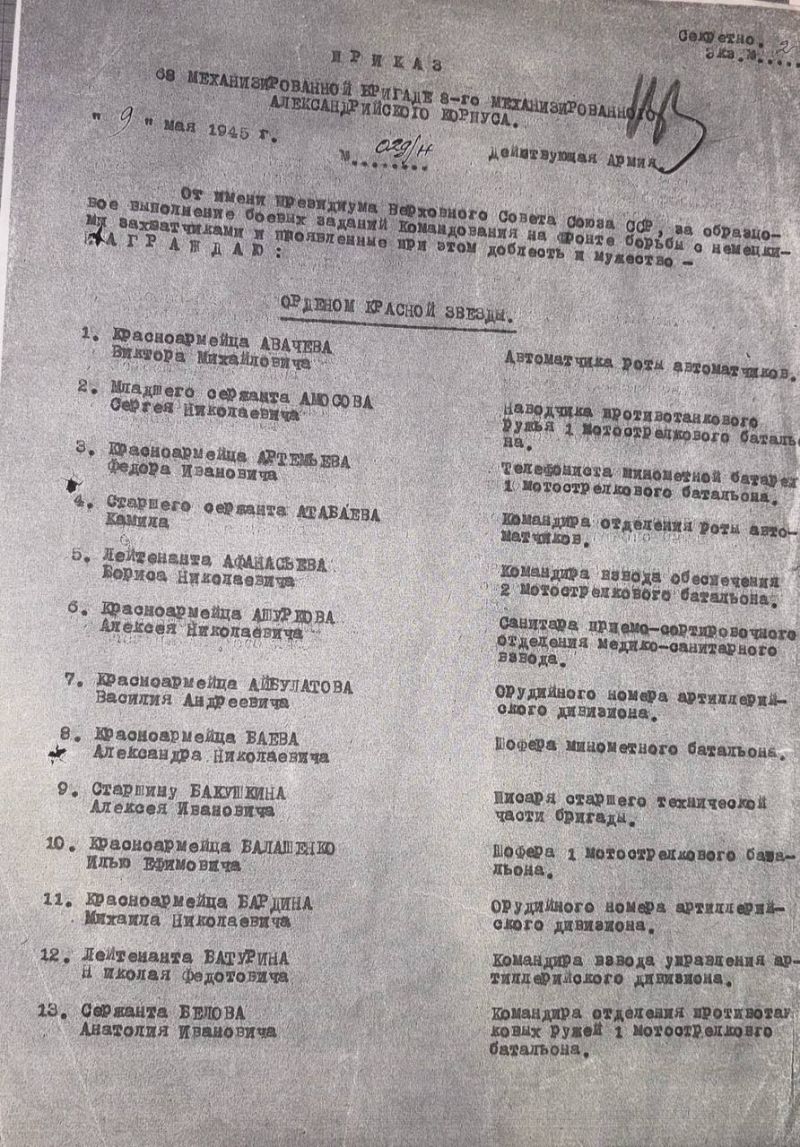 Секретно.
Экз.№..2...
ПРИКАЗ
68 МЕХАНИЗИРОВАННОЙ БРИГАДЕ 8-го МЕХАНИЗИРОВАННОГО
АЛЕКСАНДРИЙСКОГО КОРПУСА.
" 9 " мая 1945 г.
№ 029/н
Действующая Армия.
От имени Президиума Верховного Совета Союза ССР, за образцо-
вое выполнение боевых заданий Командования на фронте борьбы с немецки-
ми захватчиками и проявленные при этом доблесть и мужество -
НАГРАЖДАЮ:
ОРДЕНОМ КРАСНОЙ ЗВЕЗДЫ.
1. Красноармейца АВАЧЕВА
Виктора Михайловича
Автоматчика роты автоматчиков.
2. Младшего сержанта АМОСОВА
Сергея Николаевича
Наводчика противотанкового
ружья 1 мотострелкового баталь
на.
3. Красноармейца АРТЕМЬЕВА
Федора Ивановича
Телефониста минометной батареи
1 мотострелкового батальона.
4. Старшего сержанта АТАБАЕВА
Камила
Командира отделения роты авто-
матчиков.
5. Лейтенанта АФАНАСЬЕВА
Бориса Николаевича
Командира взвода обеспечения
2 мотострелкового батальона.
6. Красноармейца АШУРКОВА
Алексея Николаевича
Санитара приемо-сортировочного
отделения медико-санитарного
взвода.
7. Красноармейца АЙБУЛАТОВА
Василия Андреевича
Орудийного номера артиллерий-
ского дивизиона.
8. Красноармейца БАЕВА
Александра Николаевича
Шофера минометного батальона.
9. Старшину БАКУШКИНА
Алексея Ивановича
Писаря старшего технической
части бригады.
10. Красноармейца БАЛАШЕНКО
Илью Ефимовича
Шофера 1 мотострелкового бата-
льона.
11. Красноармейца БАРДИНА
Михаила Николаевича
Орудийного номера артиллерий-
ского дивизиона.
12. Лейтенанта БАТУРИНА
Н иколая Федотовича
Командира взвода управления ар-
тиллерийского дивизиона.
13. Сержанта БЕЛОВА
Анатолия Ивановича
Командира отделения противотан
ковых ружей 1 мотострелкового
батальона.